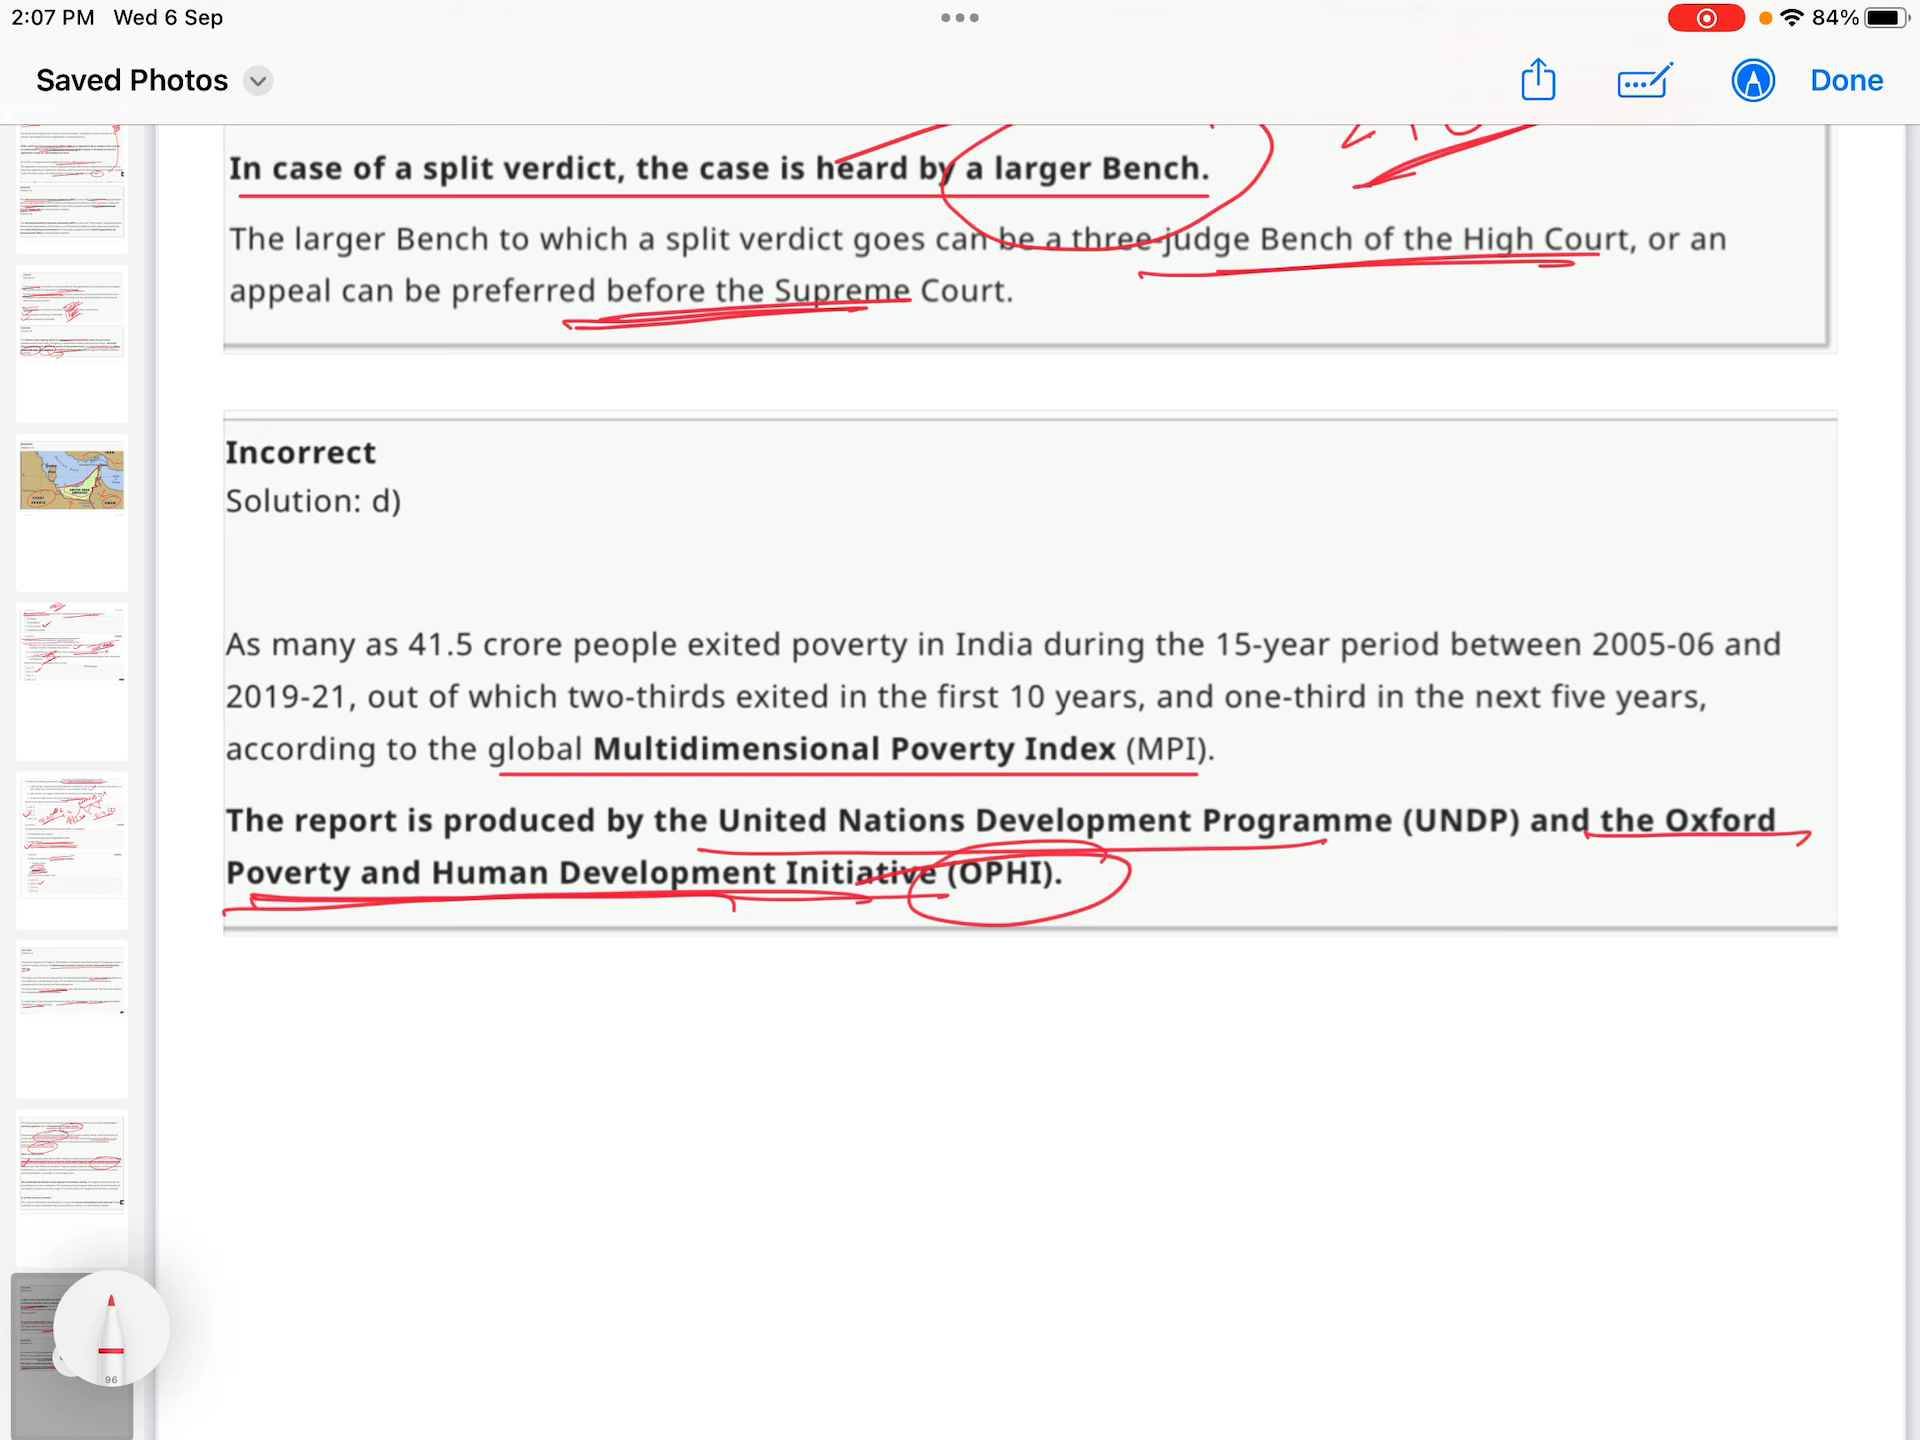 2:07 PM Wed 6 Sep
84%
Saved Photos
Done
In case of a split verdict, the case is heard by a larger Bench.
The larger Bench to which a split verdict goes can be a three-judge Bench of the High Court, or an
appeal can be preferred before the Supreme Court.
Incorrect
Solution: d)
As many as 41.5 crore people exited poverty in India during the 15-year period between 2005-06 and
2019-21, out of which two-thirds exited in the first 10 years, and one-third in the next five years,
according to the global Multidimensional Poverty Index (MPI).
The report is produced by the United Nations Development Programme (UNDP) and the Oxford
Poverty and Human Development Initiative (OPHI).
96